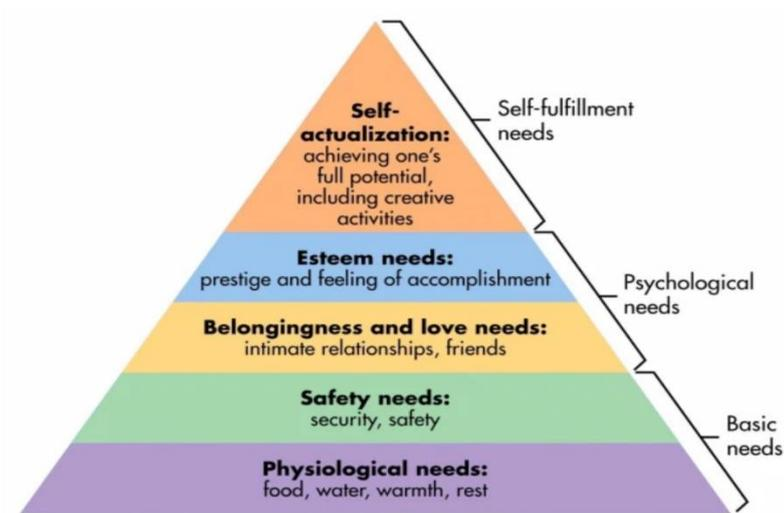 Self-
actualization:
achieving one's
full potential,
including creative
activities
Self-fulfillment
needs
Esteem needs:
prestige and feeling of accomplishment
Belongingness and love needs:
intimate relationships, friends
Psychological
needs
Safety needs:
security, safety
Physiological needs:
food, water, warmth, rest
Basic
needs